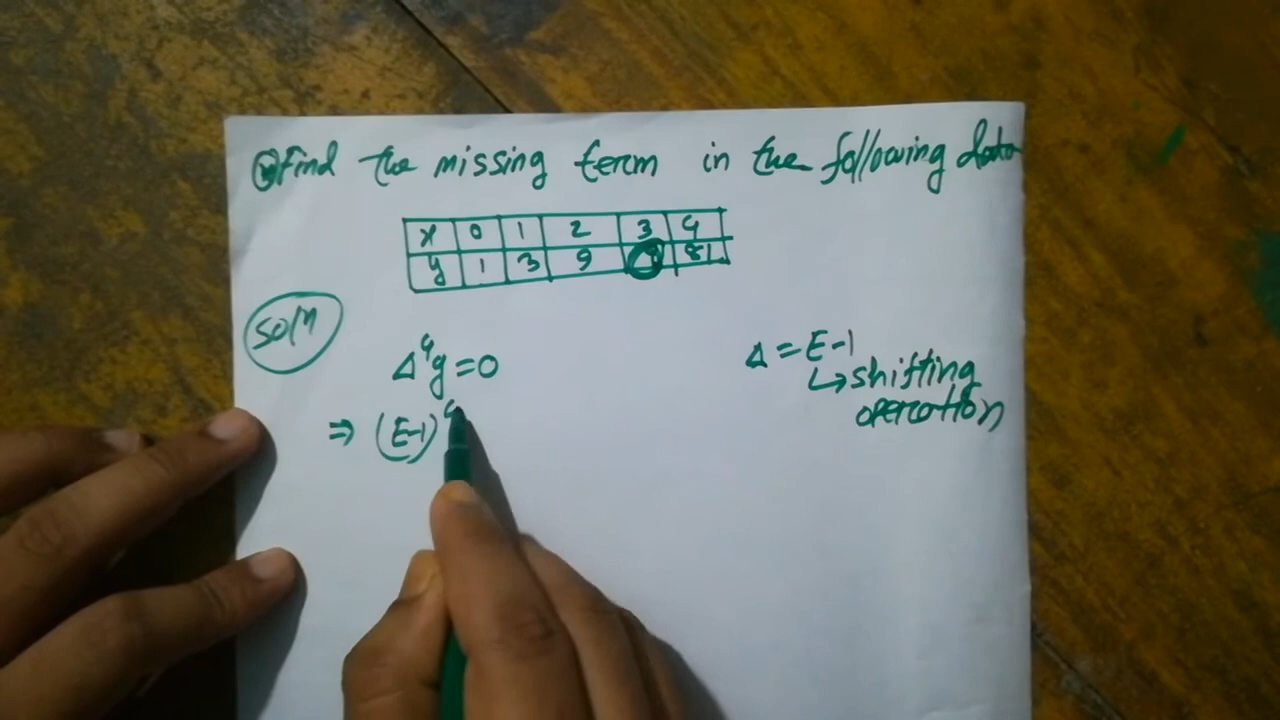 Find the missing term in the following data
x 0 1 2 3 4
y 1 3 9 81
Soln
Δ⁴y = 0
⇒ (E-1)⁴
Δ = E-1
↳ shifting
operation